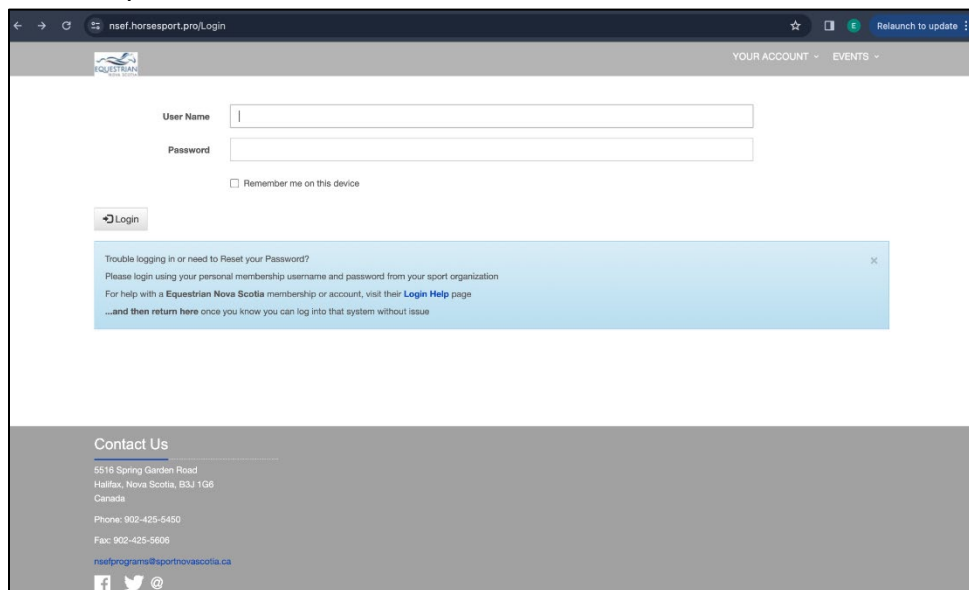 nsef.horsesport.pro/Login
E
Relaunch to update
EQUESTRIAN
NOVA SCOTIA
YOUR ACCOUNT
EVENTS
User Name
Password
Remember me on this device
Login
Trouble logging in or need to Reset your Password?
Please login using your personal membership username and password from your sport organization
For help with a Equestrian Nova Scotia membership or account, visit their Login Help page
...and then return here once you know you can log into that system without issue
Contact Us
5516 Spring Garden Road
Halifax, Nova Scotia, B3J 1G6
Canada
Phone: 902-425-5450
Fax: 902-425-5606
nsefprograms@sportnovascotia.ca
@